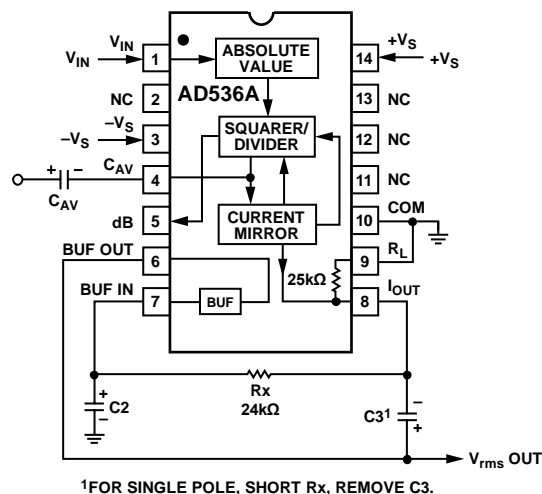 V_IN
V_IN
1
ABSOLUTE
VALUE
14
+V_S
+V_S
NC
2
AD536A
13
NC
-V_S
-V_S
3
SQUARER/
DIVIDER
12
NC
+ -
C_AV
C_AV
4
11
NC
dB
5
CURRENT
MIRROR
10
COM
BUF OUT
6
25kΩ
9
R_L
BUF IN
7
BUF
8
I_OUT
+
-
C2
Rx
24kΩ
-
+
C3¹
V_rms OUT
¹FOR SINGLE POLE, SHORT Rx, REMOVE C3.